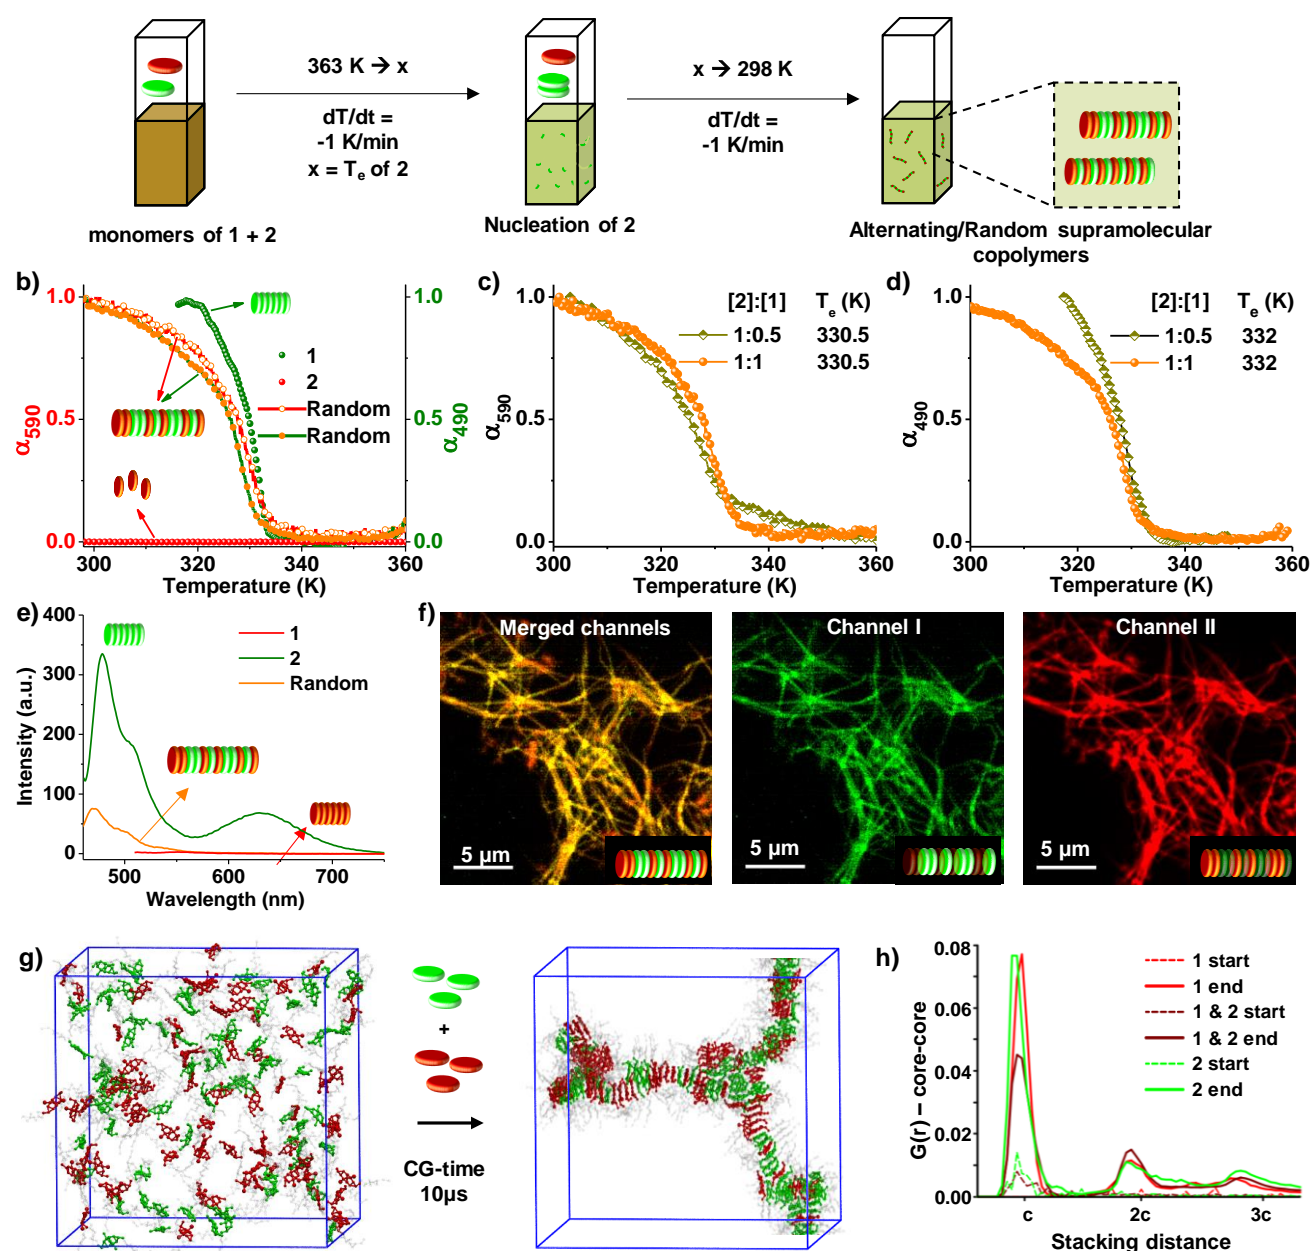 363 K → x
dT/dt =
-1 K/min
x = Te of 2
x → 298 K
dT/dt =
-1 K/min
monomers of 1 + 2
Nucleation of 2
Alternating/Random supramolecular
copolymers
b)
α590
1.0
0.5
0.0
1
2
Random
Random
1.0
0.5
0.0
α490
300
320
340
360
Temperature (K)
c)
α590
1.0
0.5
0.0
[2]:[1] Te (K)
1:0.5 330.5
1:1 330.5
300
320
340
360
Temperature (K)
d)
α490
1.0
0.5
0.0
[2]:[1] Te (K)
1:0.5 332
1:1 332
300
320
340
360
Temperature (K)
e)
Intensity (a.u.)
400
300
200
100
0
1
2
Random
500
600
700
Wavelength (nm)
f)
Merged channels
5 µm
Channel I
5 µm
Channel II
5 µm
g)
+
CG-time
10µs
h)
G(r) – core-core
0.08
0.06
0.04
0.02
0.00
1 start
1 end
1 & 2 start
1 & 2 end
2 start
2 end
c
2c
3c
Stacking distance